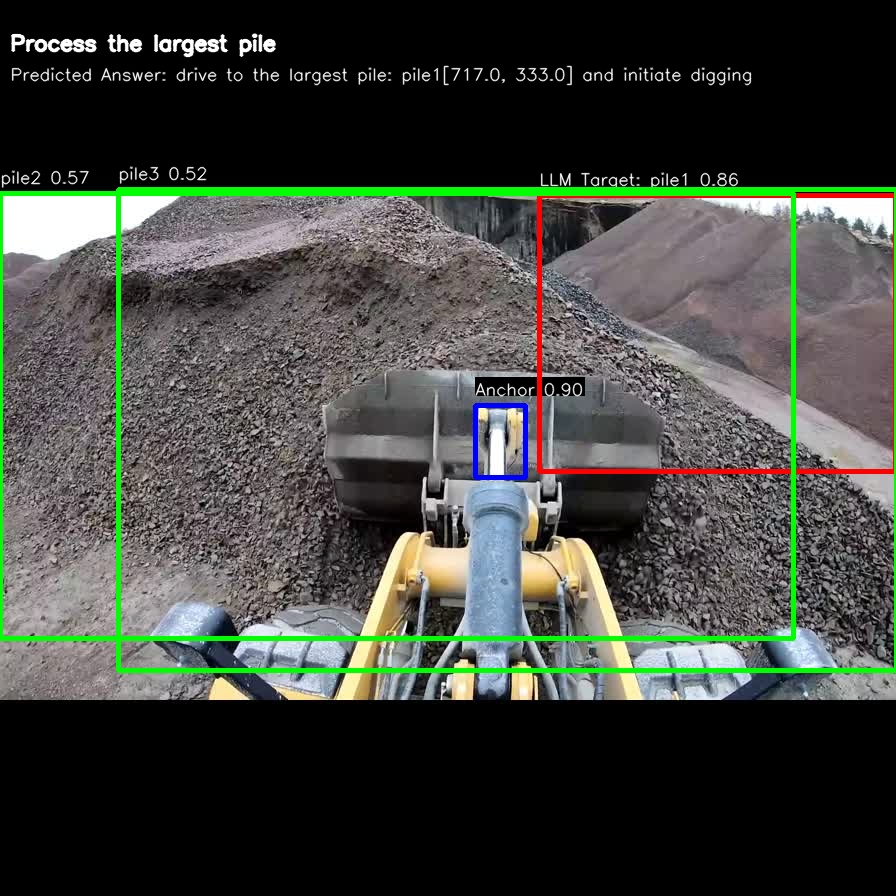 Process the largest pile
Predicted Answer: drive to the largest pile: pile1[717.0, 333.0] and initiate digging
pile2 0.57
pile3 0.52
LLM Target: pile1 0.86
Anchor 0.90